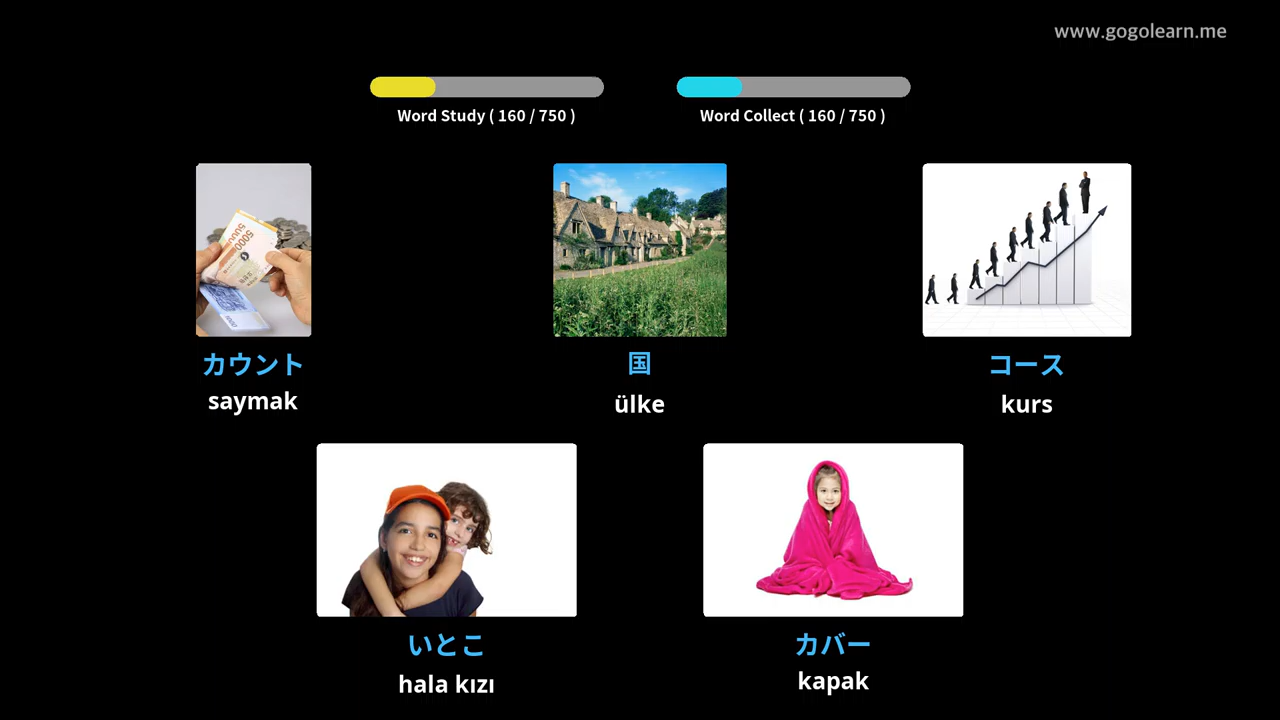 www.gogolearn.me
Word Study ( 160 / 750 )
Word Collect ( 160 / 750 )
カウント
saymak
国
ülke
コース
kurs
いとこ
hala kızı
カバー
kapak